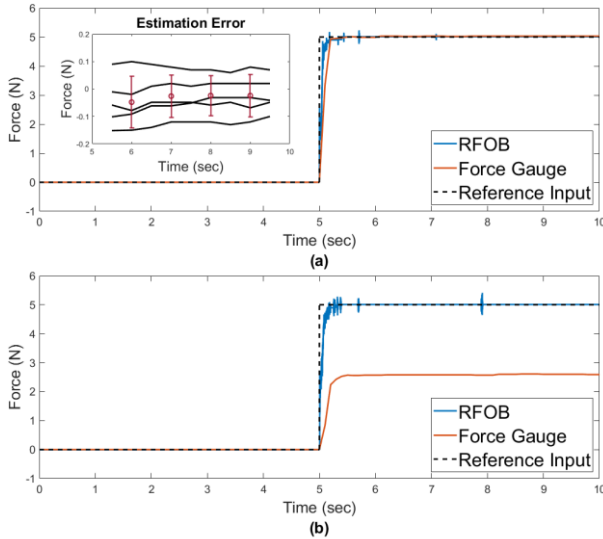 Estimation Error
0.2
0.1
0
-0.1
-0.2
5
6
7
8
9
10
Force (N)
Time (sec)
6
5
4
3
2
1
0
-1
Force (N)
RFOB
Force Gauge
Reference Input
0 1 2 3 4 5 6 7 8 9 10
Time (sec)
(a)
6
5
4
3
2
1
0
-1
Force (N)
RFOB
Force Gauge
Reference Input
0 1 2 3 4 5 6 7 8 9 10
Time (sec)
(b)